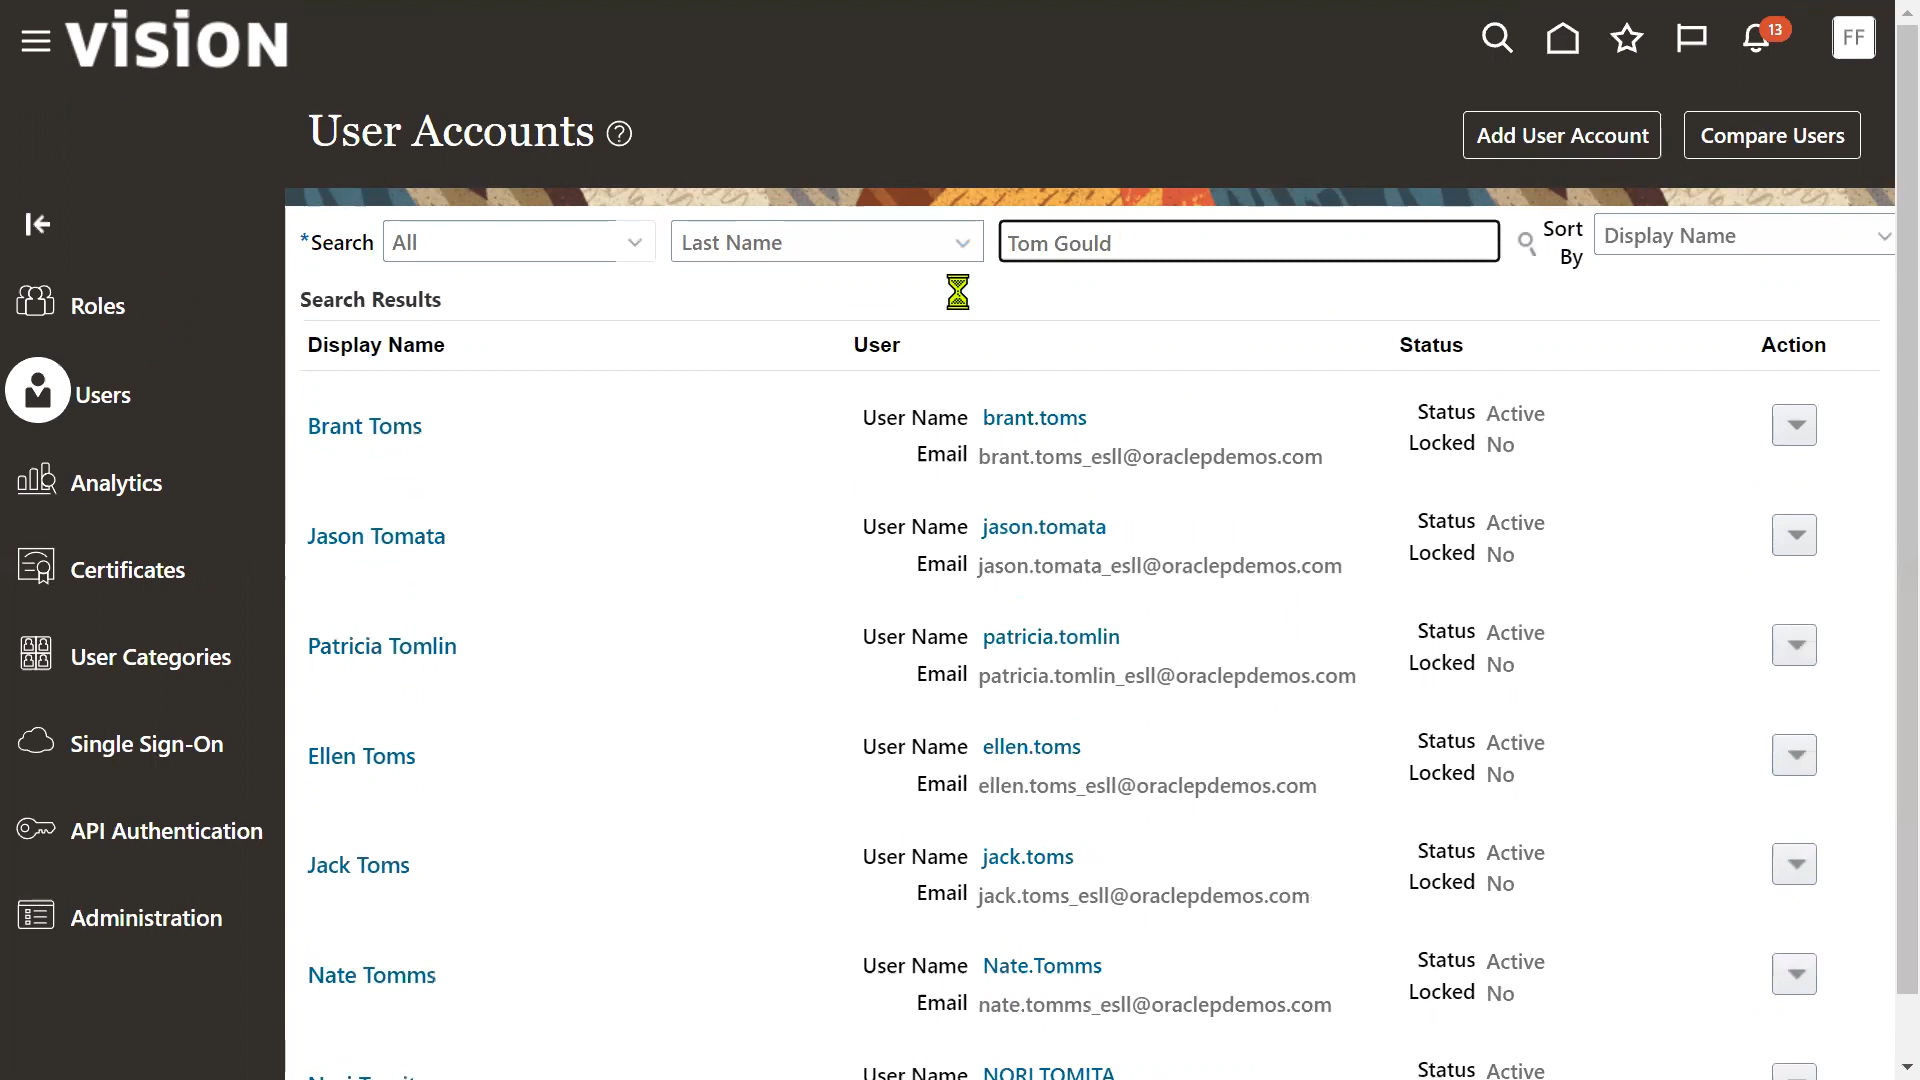 vision
13
FF
User Accounts
Add User Account
Compare Users
*Search All Last Name Tom Gould Sort By Display Name
Search Results
Display Name User Status Action
Roles
Users
Analytics
Certificates
User Categories
Single Sign-On
API Authentication
Administration
Brant Toms User Name brant.toms Status Active
Email brant.toms_esll@oraclepdemos.com Locked No
Jason Tomata User Name jason.tomata Status Active
Email jason.tomata_esll@oraclepdemos.com Locked No
Patricia Tomlin User Name patricia.tomlin Status Active
Email patricia.tomlin_esll@oraclepdemos.com Locked No
Ellen Toms User Name ellen.toms Status Active
Email ellen.toms_esll@oraclepdemos.com Locked No
Jack Toms User Name jack.toms Status Active
Email jack.toms_esll@oraclepdemos.com Locked No
Nate Tomms User Name Nate.Tomms Status Active
Email nate.tomms_esll@oraclepdemos.com Locked No
User Name NORI.TOMITA Status Active